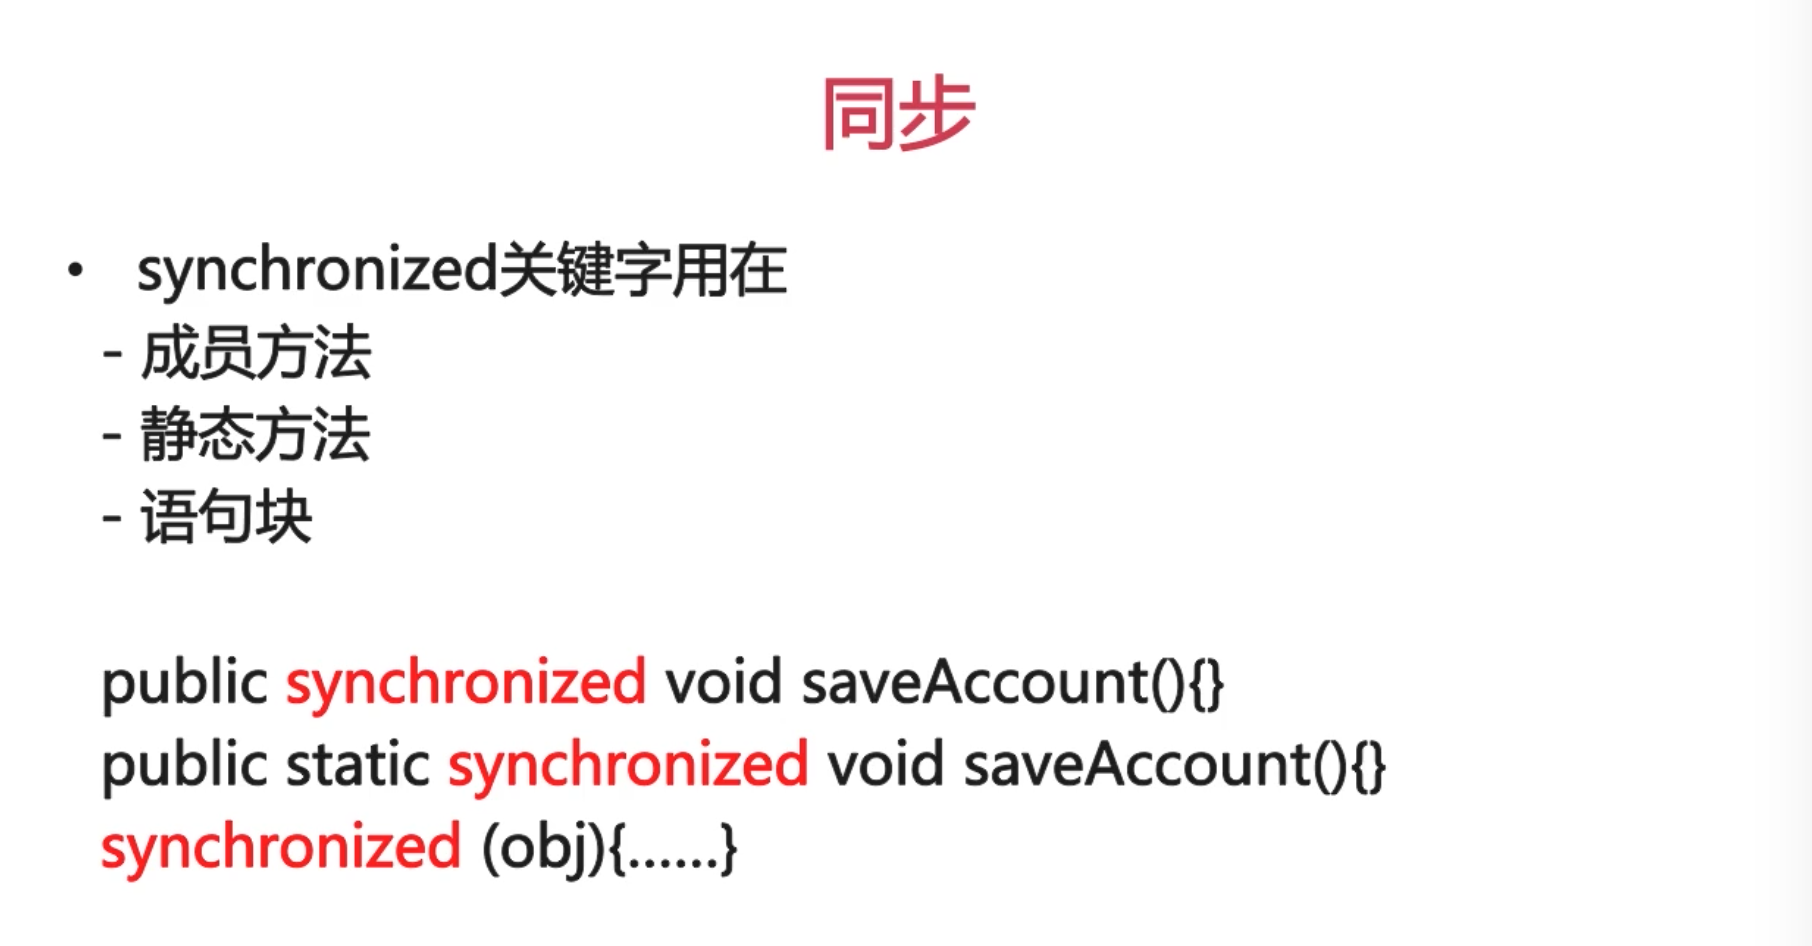 同步
• synchronized关键字用在
- 成员方法
- 静态方法
- 语句块
public synchronized void saveAccount(){}
public static synchronized void saveAccount(){}
synchronized (obj){......}